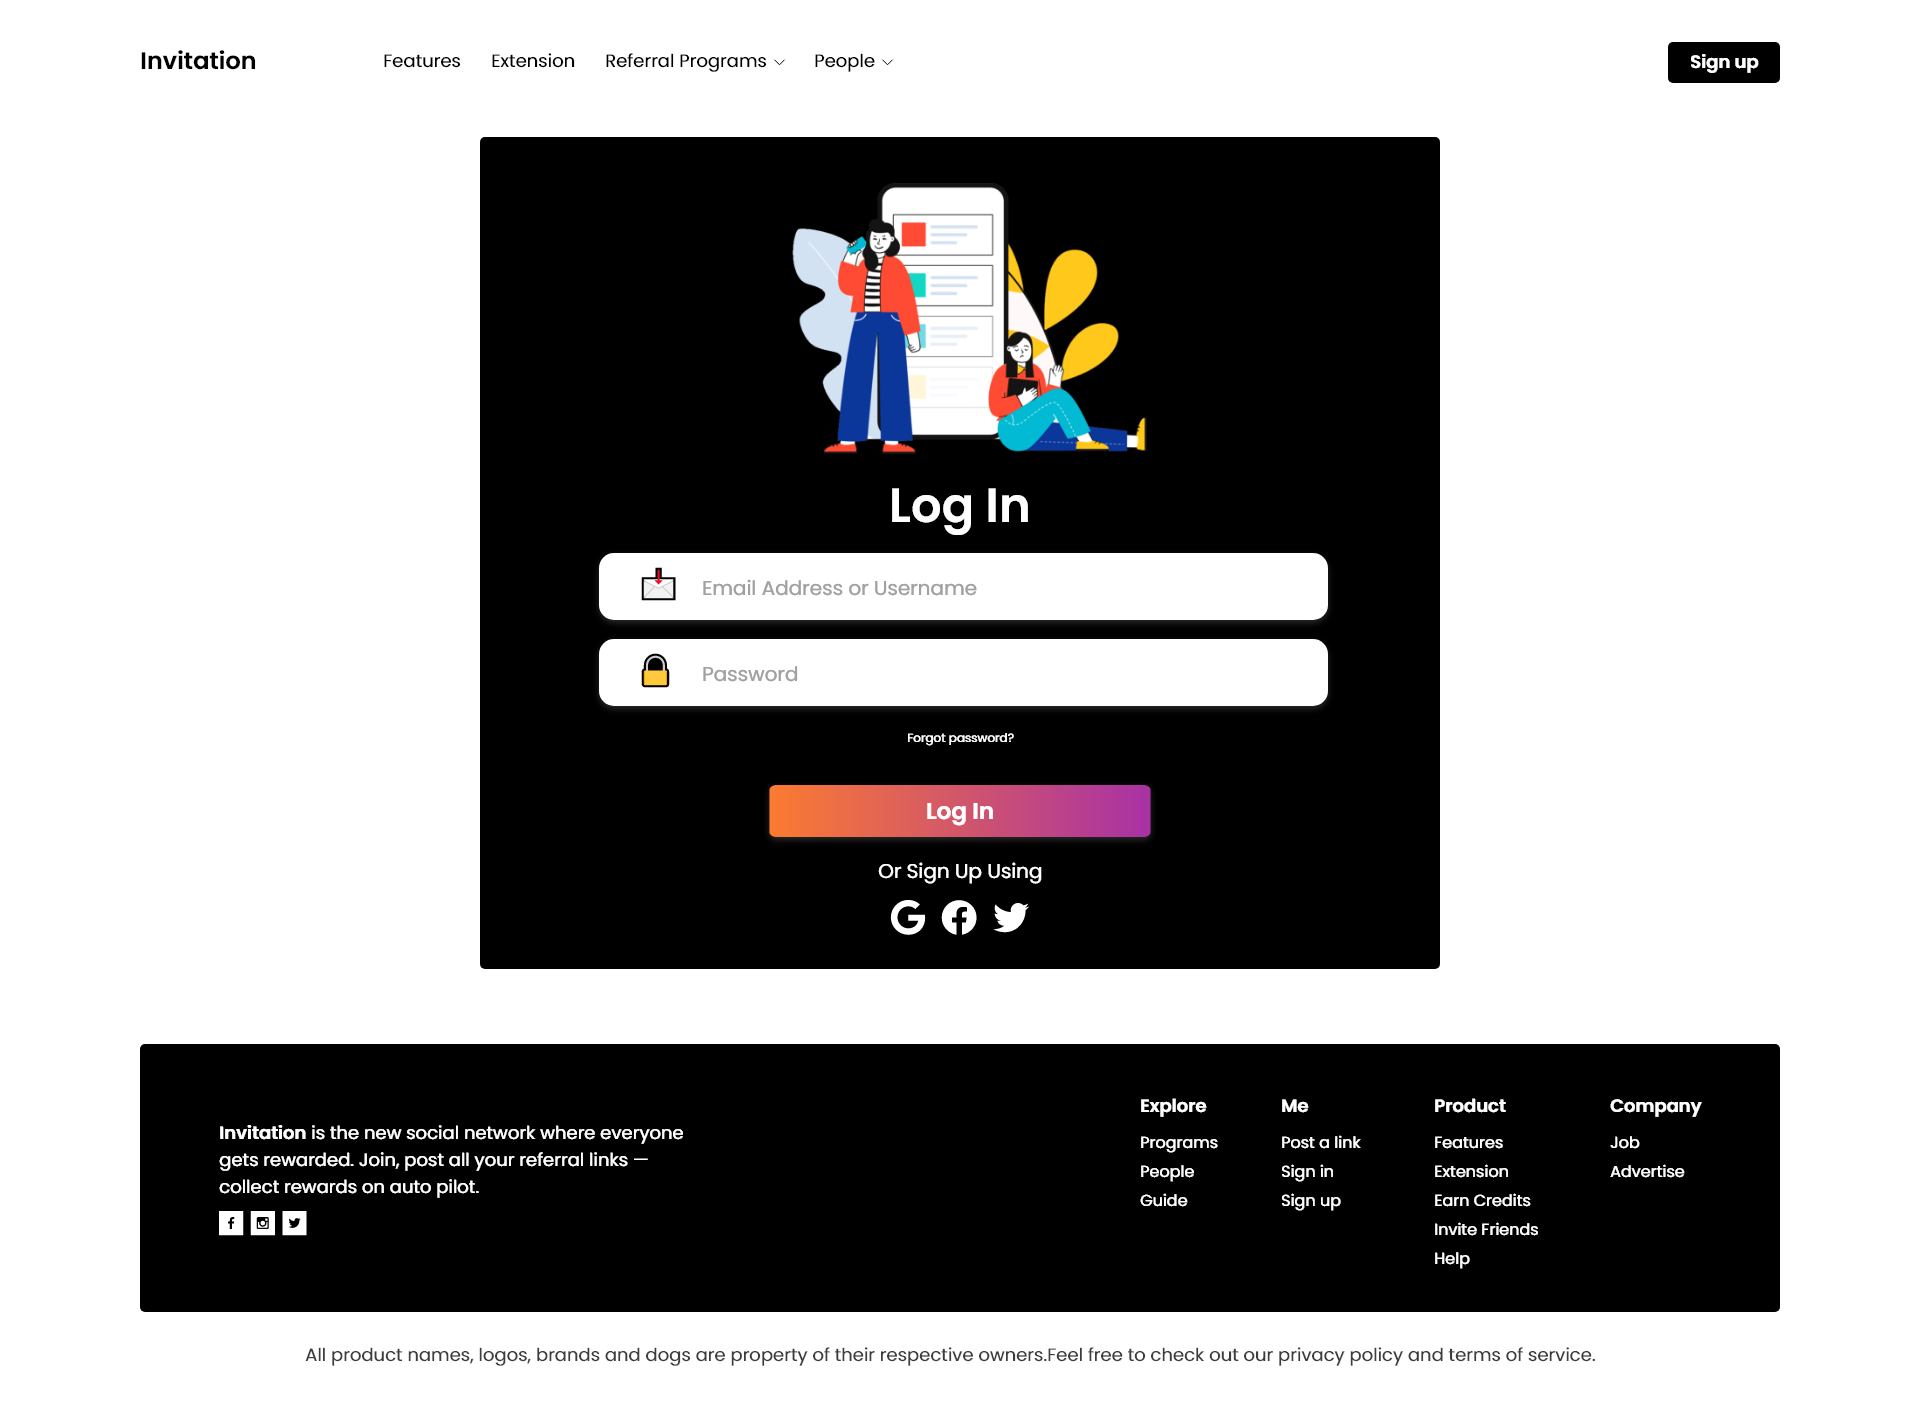 Invitation
Features
Extension
Referral Programs
People
Sign up
Log In
Email Address or Username
Password
Forgot password?
Log In
Or Sign Up Using
Invitation is the new social network where everyone
gets rewarded. Join, post all your referral links —
collect rewards on auto pilot.
Explore
Programs
People
Guide
Me
Post a link
Sign in
Sign up
Product
Features
Extension
Earn Credits
Invite Friends
Help
Company
Job
Advertise
All product names, logos, brands and dogs are property of their respective owners.Feel free to check out our privacy policy and terms of service.